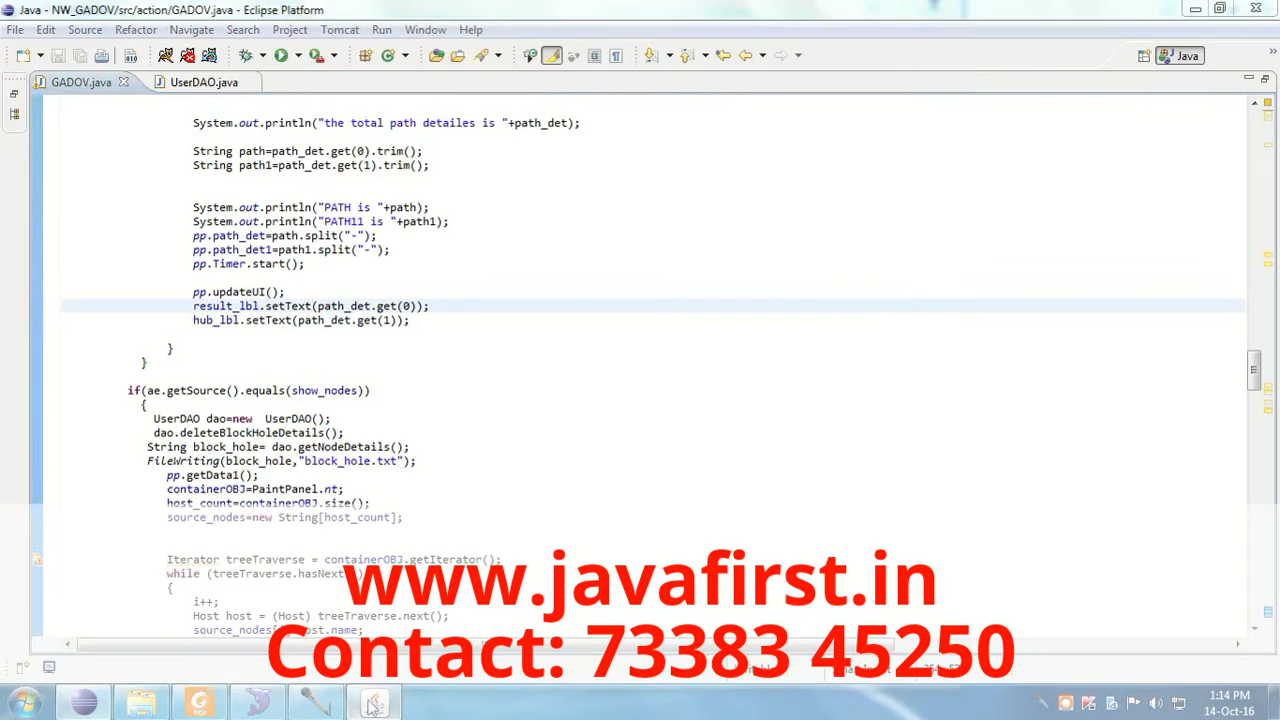 Java - NW_GADOV/src/action/GADOV.java - Eclipse Platform
File Edit Source Refactor Navigate Search Project Tomcat Run Window Help
Java
GADOV.java UserDAO.java
System.out.println("the total path detailes is "+path_det);
String path=path_det.get(0).trim();
String path1=path_det.get(1).trim();
System.out.println("PATH is "+path);
System.out.println("PATH11 is "+path1);
pp.path_det=path.split("-");
pp.path_det1=path1.split("-");
pp.Timer.start();
pp.updateUI();
result_lbl.setText(path_det.get(0));
hub_lbl.setText(path_det.get(1));
}
}
if(ae.getSource().equals(show_nodes))
{
UserDAO dao=new UserDAO();
dao.deleteBlockHoleDetails();
String block_hole= dao.getNodeDetails();
FileWriting(block_hole,"block_hole.txt");
pp.getData1();
containerOBJ=PaintPanel.nt;
host_count=containerOBJ.size();
source_nodes=new String[host_count];
Iterator treeTraverse = containerOBJ.getIterator();
while (treeTraverse.hasNext
{
i++;
Host host = (Host) treeTraverse.next();
www.javafirst.in
Contact: 73383 45250
1:14 PM
14-Oct-16